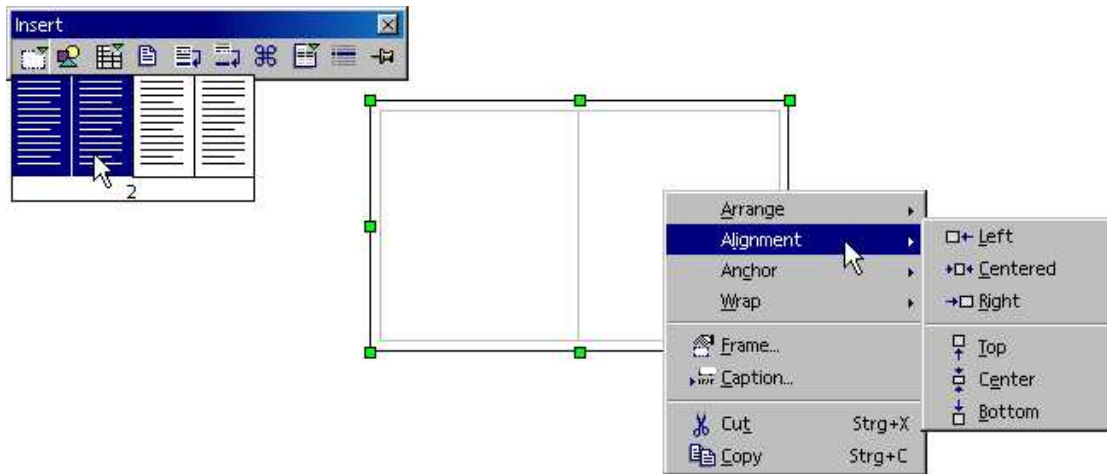 Insert
2
Arrange
Alignment
Anchor
Wrap
Frame...
Caption...
Cut Strg+X
Copy Strg+C
Left
Centered
Right
Top
Center
Bottom